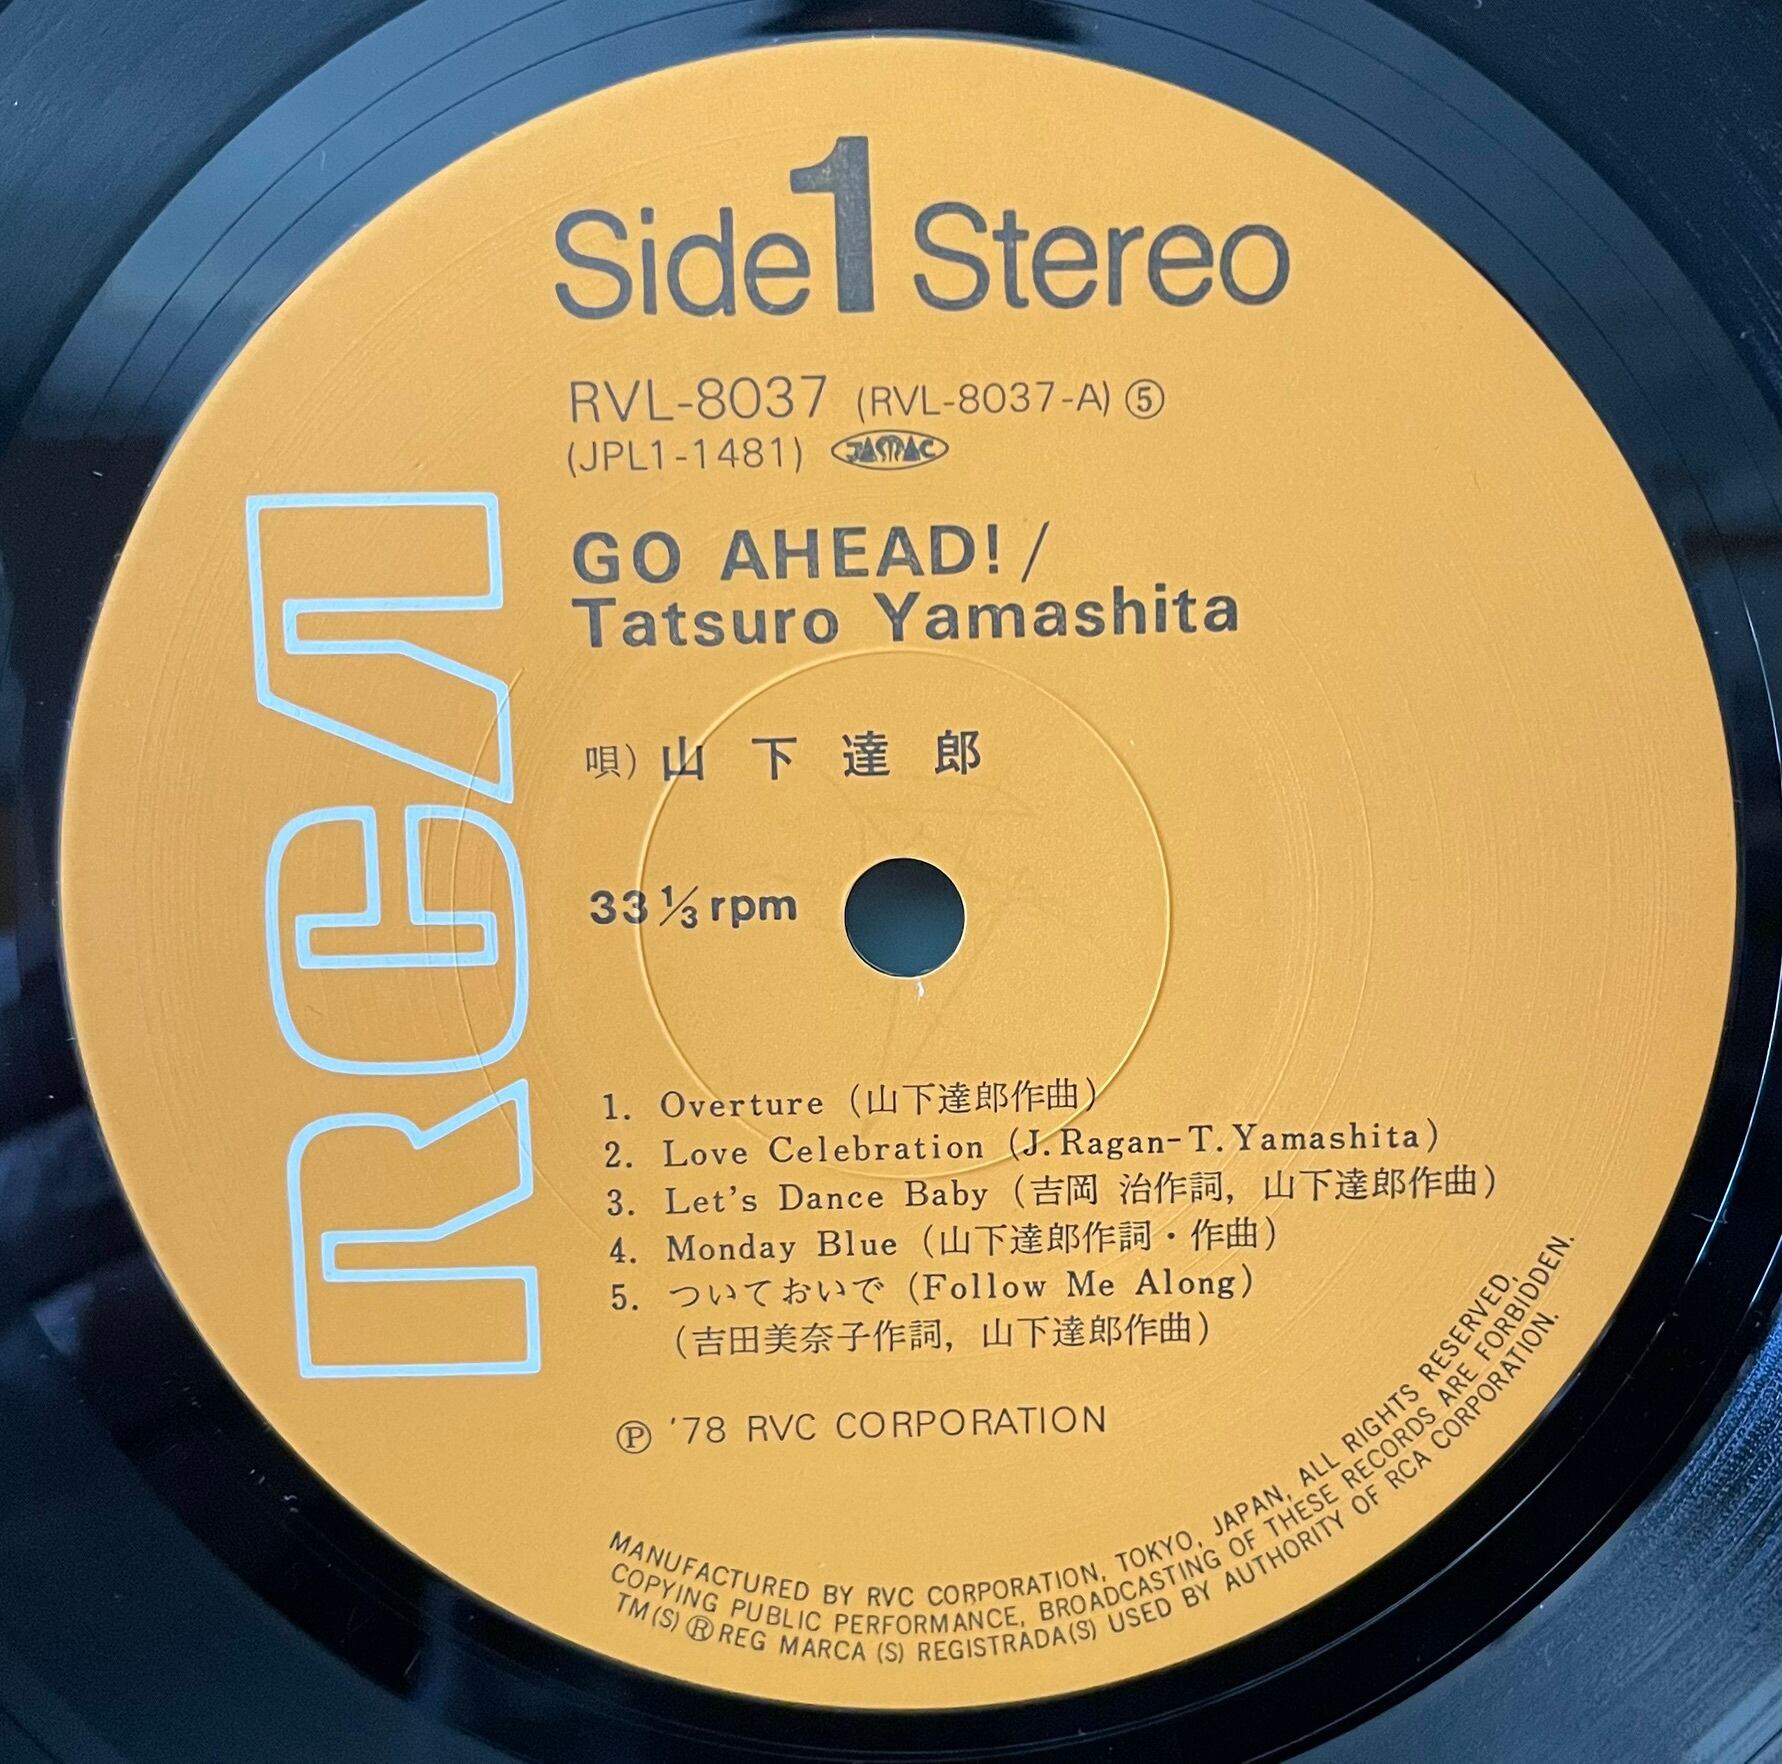 Side 1 Stereo
RVL-8037 (RVL-8037-A) ⑤
(JPL1-1481) JASMAC
GO AHEAD! /
Tatsuro Yamashita
唄) 山下達郎
33 1/3 rpm
RCA
1. Overture (山下達郎作曲)
2. Love Celebration (J.Ragan-T.Yamashita)
3. Let's Dance Baby (吉岡 治作詞, 山下達郎作曲)
4. Monday Blue (山下達郎作詞・作曲)
5. ついておいで (Follow Me Along)
(吉田美奈子作詞, 山下達郎作曲)
Ⓟ '78 RVC CORPORATION
MANUFACTURED BY RVC CORPORATION, TOKYO, JAPAN, ALL RIGHTS RESERVED,
COPYING PUBLIC PERFORMANCE, BROADCASTING OF THESE RECORDS ARE FORBIDDEN.
TM(S) ® REG MARCA (S) REGISTRADA(S) USED BY AUTHORITY OF RCA CORPORATION.